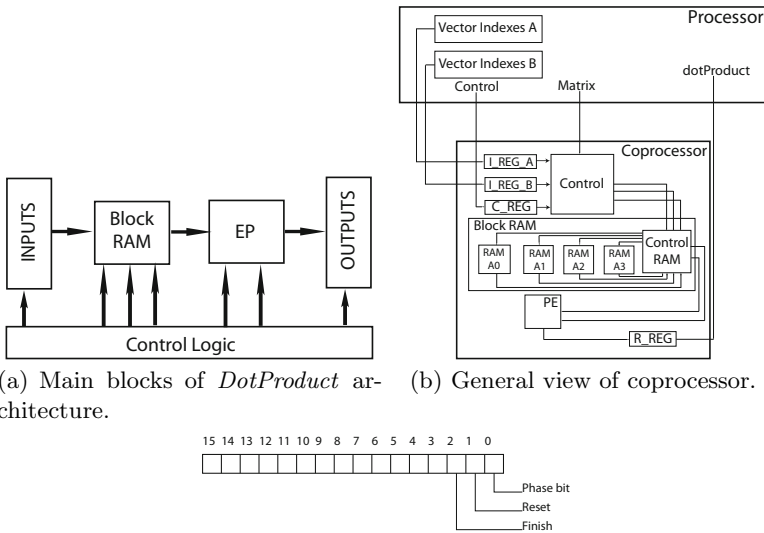 INPUTS
Block
RAM
EP
OUTPUTS
Control Logic
(a) Main blocks of DotProduct ar-
chitecture.
Processor
Vector Indexes A
Vector Indexes B
Control
Matrix
dotProduct
Coprocessor
I_REG_A
I_REG_B
C_REG
Control
Block RAM
RAM
A0
RAM
A1
RAM
A2
RAM
A3
Control
RAM
PE
R_REG
(b) General view of coprocessor.
15 14 13 12 11 10 9 8 7 6 5 4 3 2 1 0
Phase bit
Reset
Finish